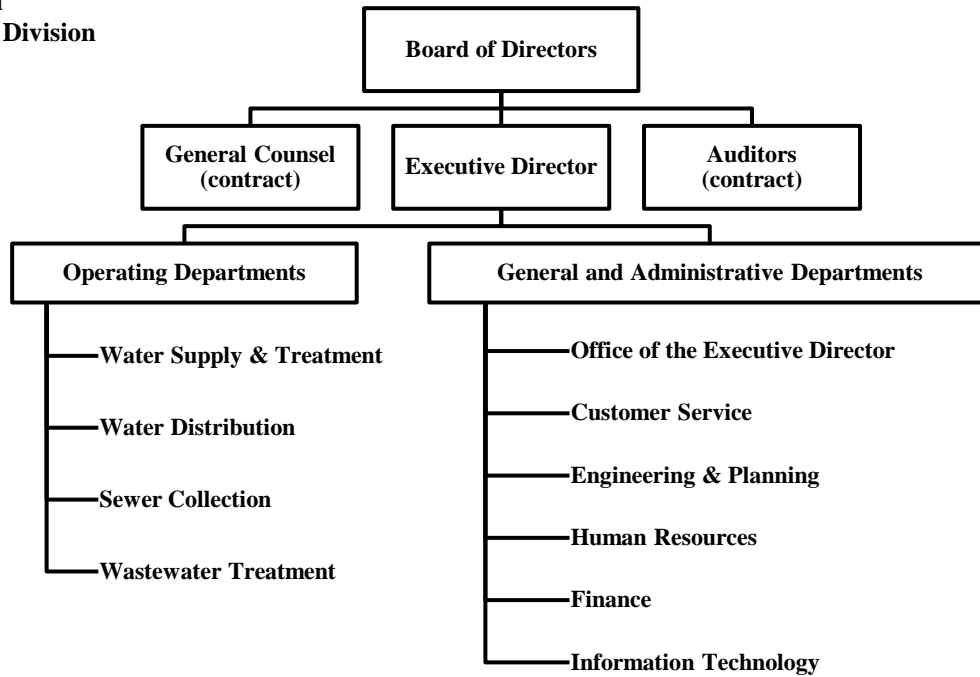 Division
Board of Directors
General Counsel
(contract)
Executive Director
Auditors
(contract)
Operating Departments
General and Administrative Departments
Water Supply & Treatment
Water Distribution
Sewer Collection
Wastewater Treatment
Office of the Executive Director
Customer Service
Engineering & Planning
Human Resources
Finance
Information Technology